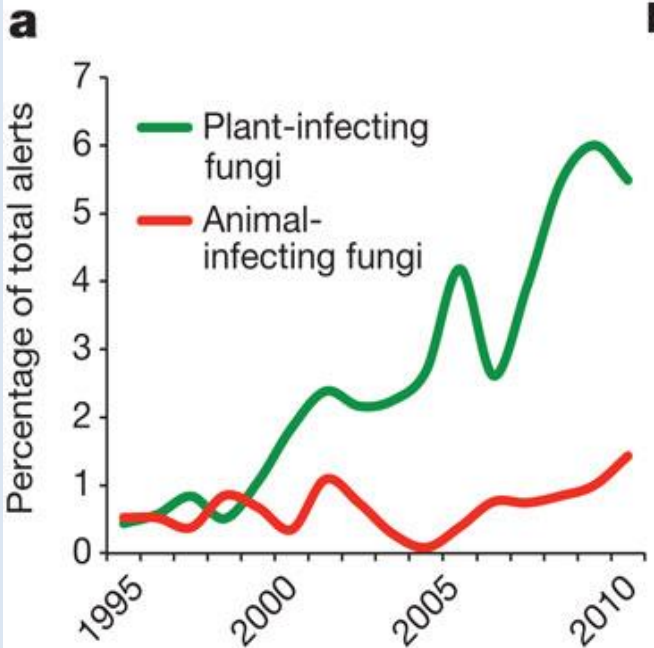 a
Percentage of total alerts
7
6
5
4
3
2
1
0
Plant-infecting
fungi
Animal-
infecting fungi
1995
2000
2005
2010